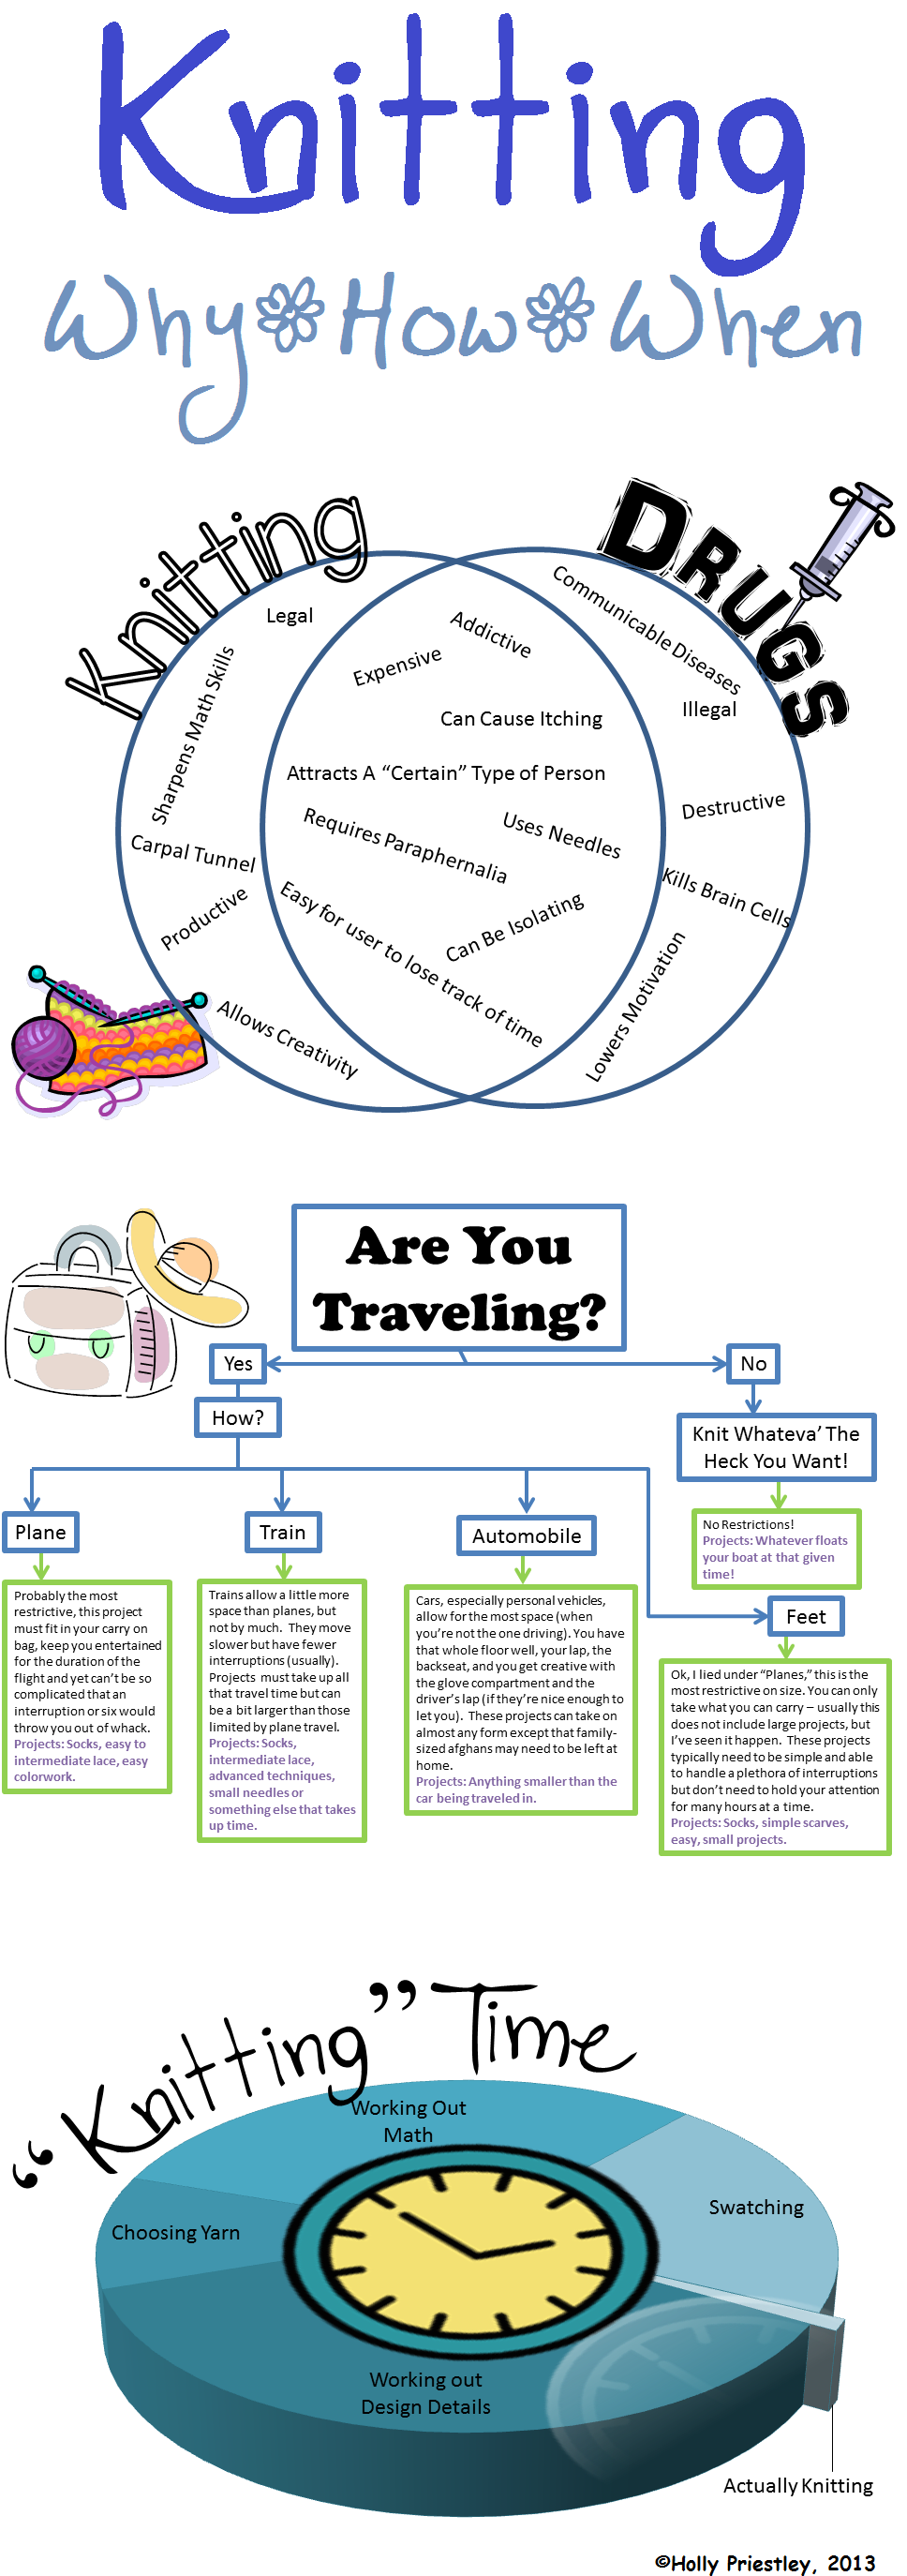 Knitting
Why How When
Knitting
DRUGS
Legal
Sharpens Math Skills
Carpal Tunnel
Productive
Allows Creativity
Addictive
Expensive
Can Cause Itching
Attracts A “Certain” Type of Person
Requires Paraphernalia
Uses Needles
Easy for user to lose track of time
Can Be Isolating
Communicable Diseases
Illegal
Destructive
Kills Brain Cells
Lowers Motivation
Are You
Traveling?
Yes
No
How?
Knit Whateva’ The
Heck You Want!
No Restrictions!
Projects: Whatever floats
your boat at that given
time!
Plane
Train
Automobile
Feet
Probably the most
restrictive, this project
must fit in your carry on
bag, keep you entertained
for the duration of the
flight and yet can’t be so
complicated that an
interruption or six would
throw you out of whack.
Projects: Socks, easy to
intermediate lace, easy
colorwork.
Trains allow a little more
space than planes, but
not by much. They move
slower but have fewer
interruptions (usually).
Projects must take up all
that travel time but can
be a bit larger than those
limited by plane travel.
Projects: Socks,
intermediate lace,
advanced techniques,
small needles or
something else that takes
up time.
Cars, especially personal vehicles,
allow for the most space (when
you’re not the one driving). You have
that whole floor well, your lap, the
backseat, and you get creative with
the glove compartment and the
driver’s lap (if they’re nice enough to
let you). These projects can take on
almost any form except that family-
sized afghans may need to be left at
home.
Projects: Anything smaller than the
car being traveled in.
Ok, I lied under “Planes,” this is the
most restrictive on size. You can only
take what you can carry – usually this
does not include large projects, but
I’ve seen it happen. These projects
typically need to be simple and able
to handle a plethora of interruptions
but don’t need to hold your attention
for many hours at a time.
Projects: Socks, simple scarves,
easy, small projects.
“Knitting” Time
Working Out
Math
Swatching
Choosing Yarn
Working out
Design Details
Actually Knitting
©Holly Priestley, 2013